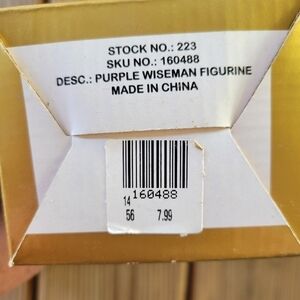 STOCK NO.: 223
SKU NO.: 160488
DESC.: PURPLE WISEMAN FIGURINE
MADE IN CHINA
160488
14
56 7.99